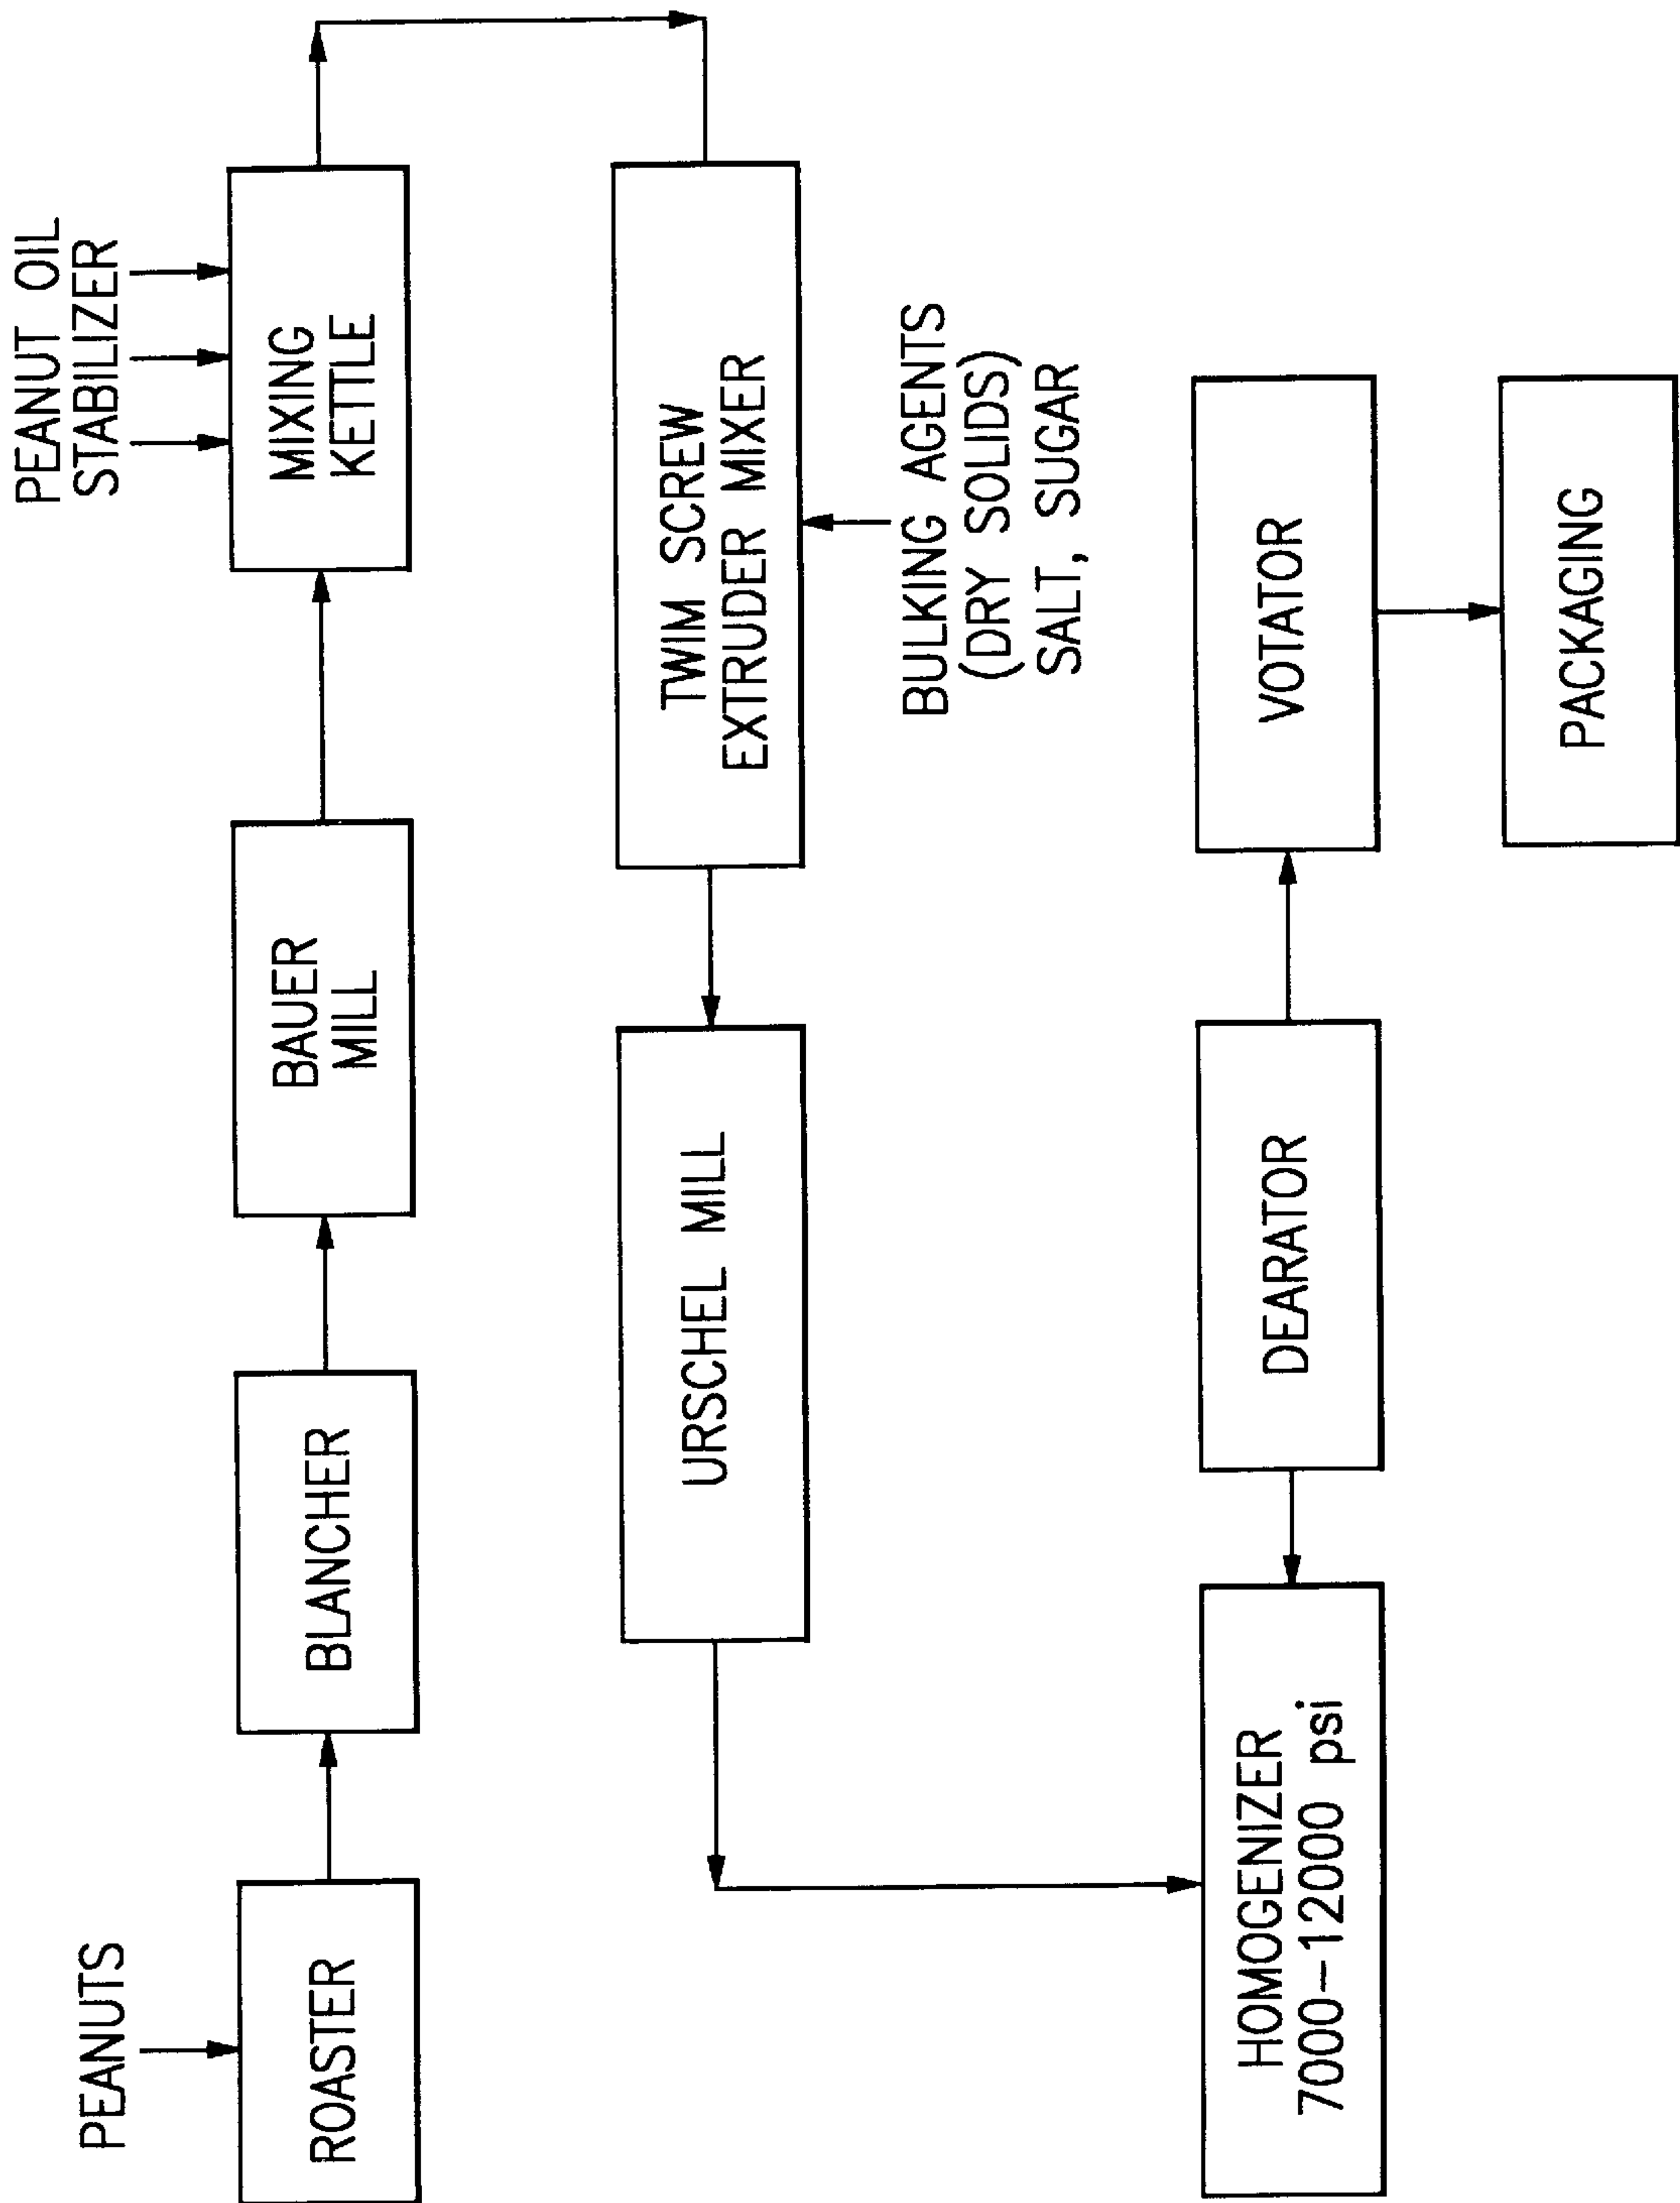 PEANUTS
ROASTER
BLANCHER
BAUER
MILL
PEANUT OIL
STABILIZER
MIXING
KETTLE
TWIM SCREW
EXTRUDER MIXER
BULKING AGENTS
(DRY SOLIDS)
SALT, SUGAR
URSCHEL MILL
HOMOGENIZER
7000-12000 psi
DEARATOR
VOTATOR
PACKAGING